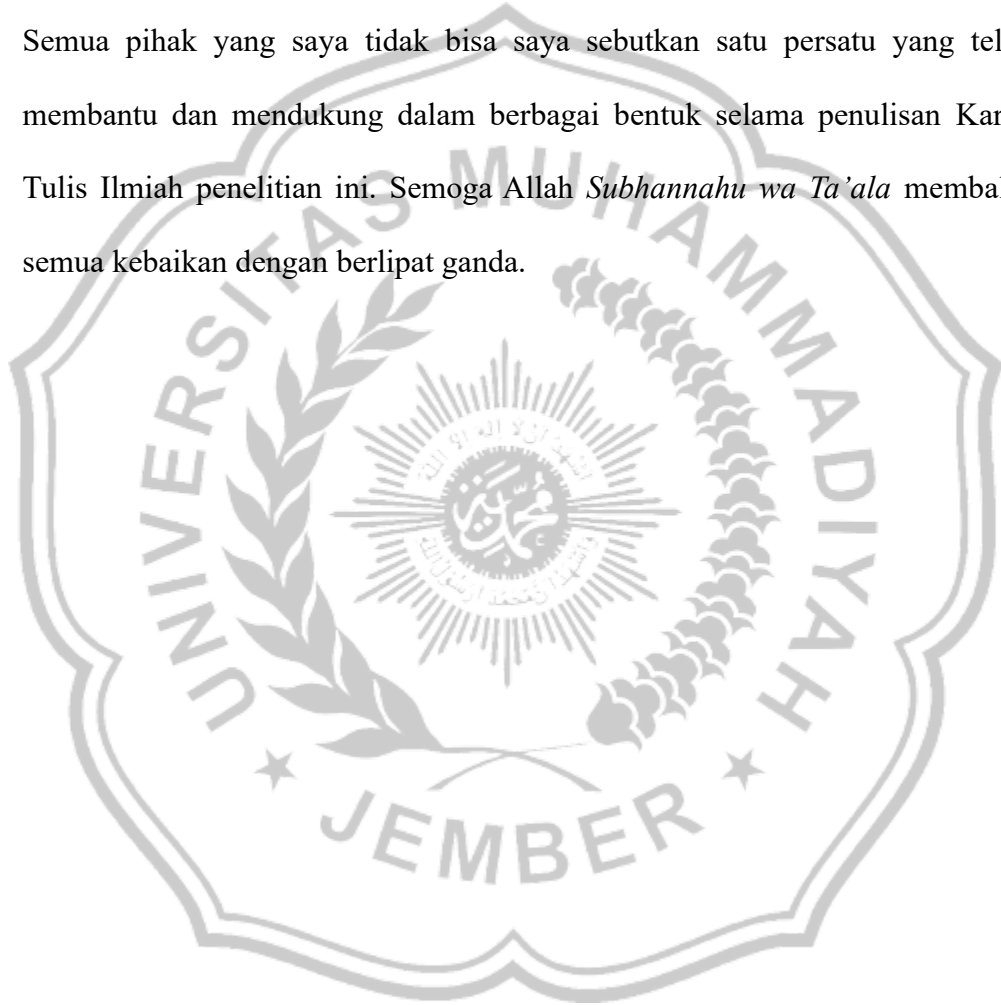 Semua pihak yang saya tidak bisa saya sebutkan satu persatu yang tel
membantu dan mendukung dalam berbagai bentuk selama penulisan Kar
Tulis Ilmiah penelitian ini. Semoga Allah Subhannahu wa Ta’ala membal
semua kebaikan dengan berlipat ganda.
UNIVERSITAS MUHAMMADIYAH
JEMBER